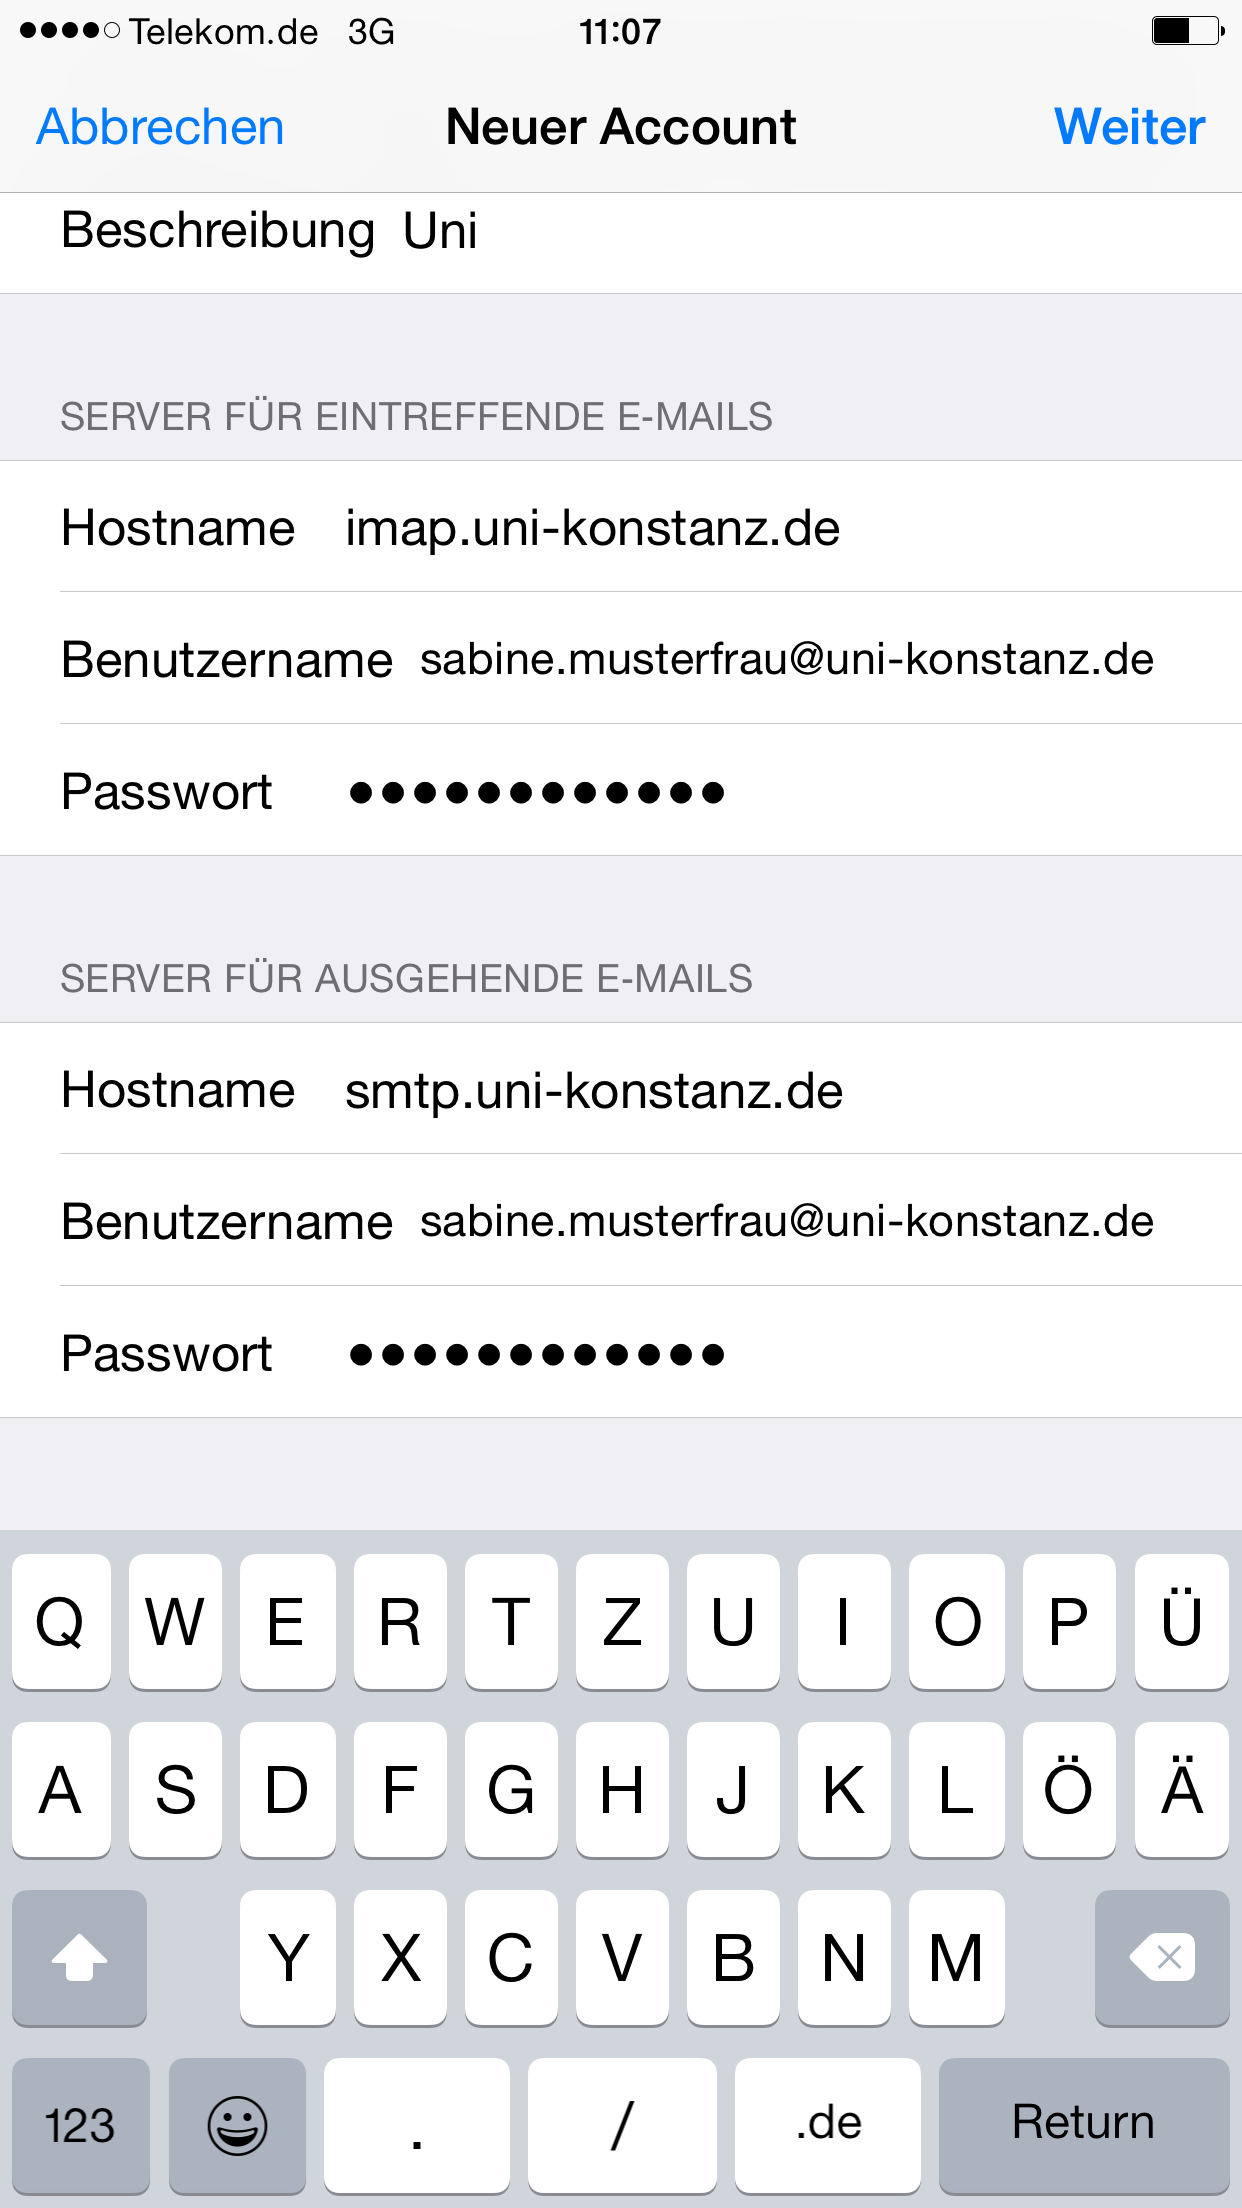 Telekom.de 3G 11:07
Abbrechen Neuer Account Weiter
Beschreibung Uni
SERVER FÜR EINTREFFENDE E-MAILS
Hostname imap.uni-konstanz.de
Benutzername sabine.musterfrau@uni-konstanz.de
Passwort ●●●●●●●●●●●●
SERVER FÜR AUSGEHENDE E-MAILS
Hostname smtp.uni-konstanz.de
Benutzername sabine.musterfrau@uni-konstanz.de
Passwort ●●●●●●●●●●●●
Q W E R T Z U I O P Ü
A S D F G H J K L Ö Ä
Y X C V B N M
123 . / .de Return